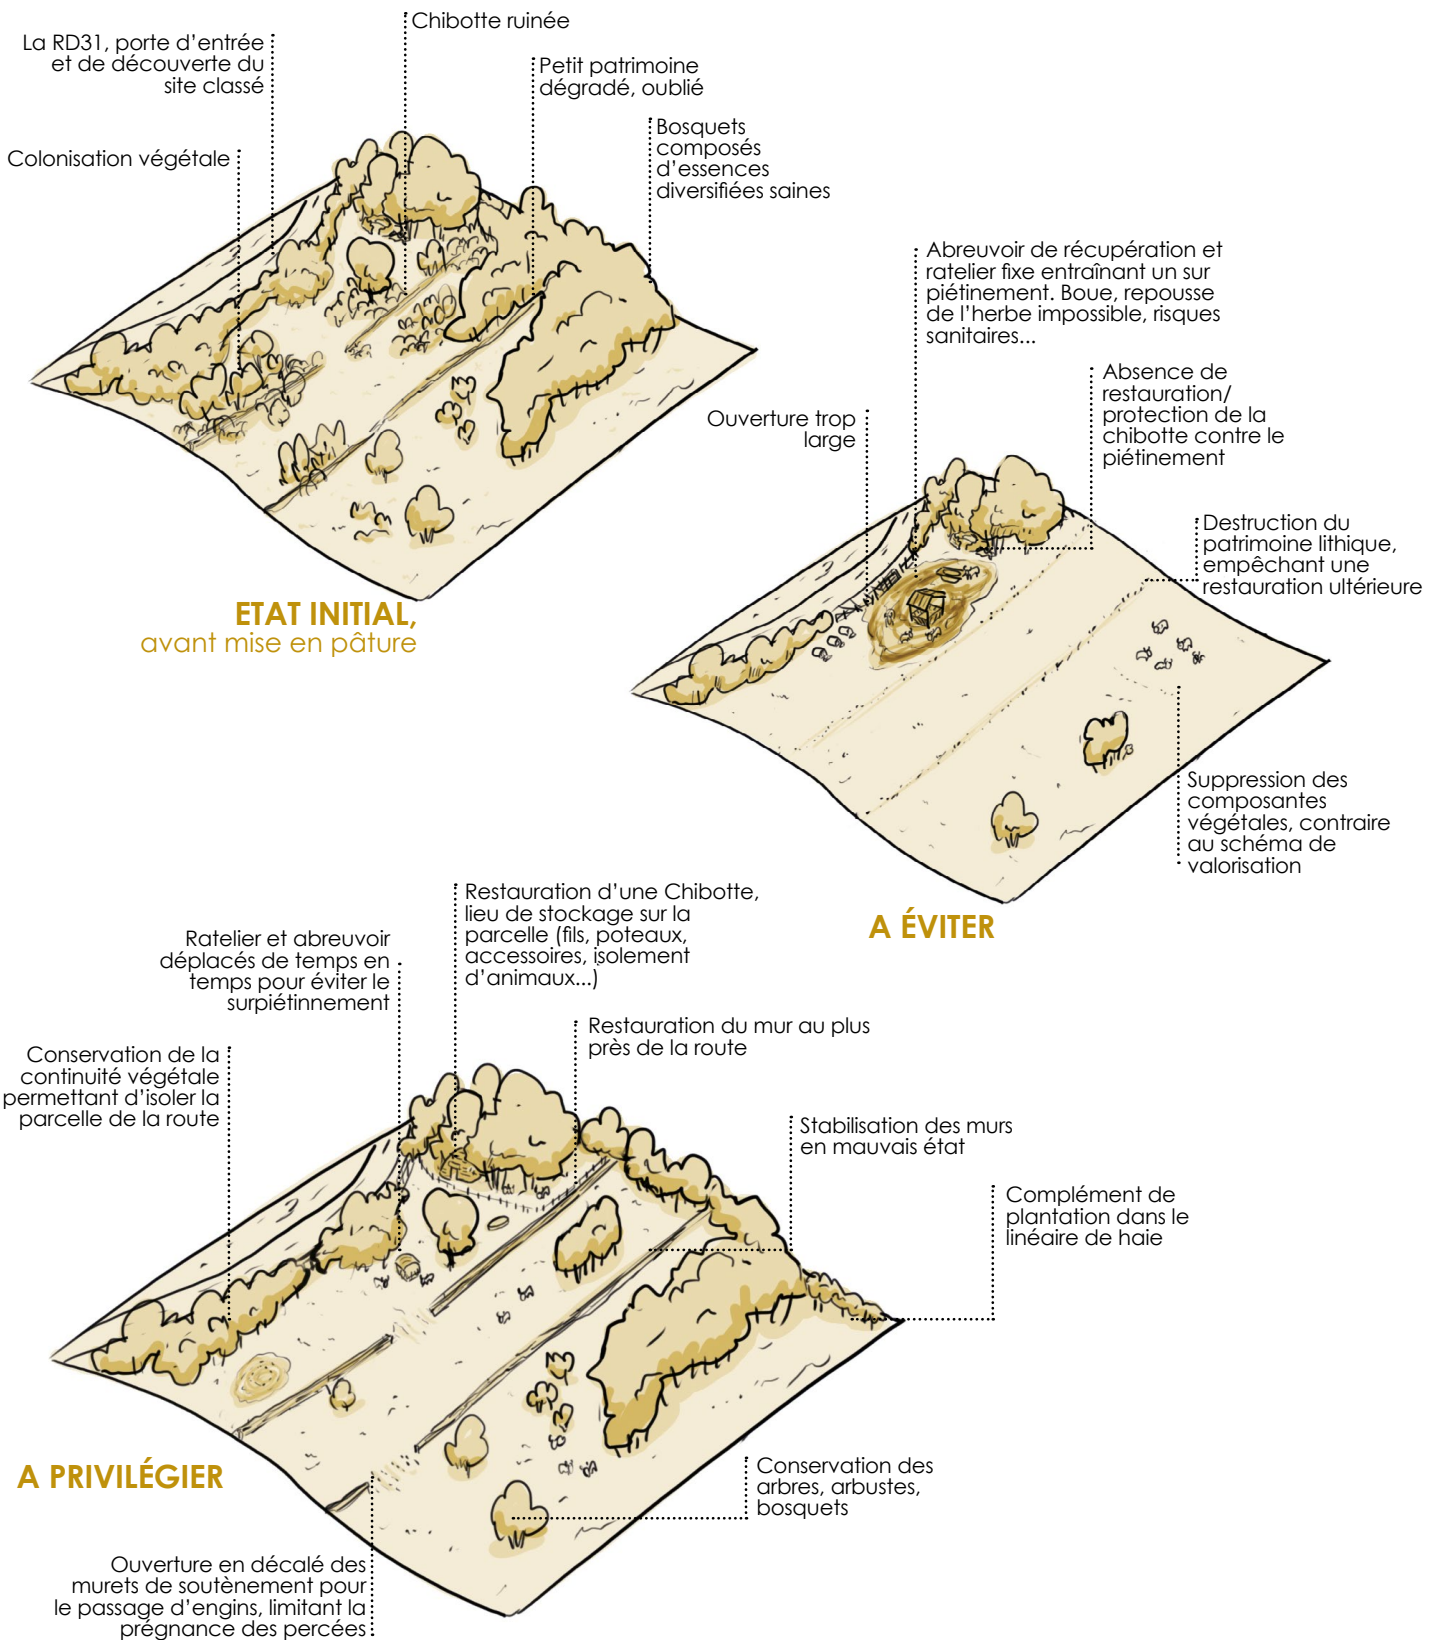 Chibotte ruinée
La RD31, porte d'entrée
et de découverte du
site classé
Petit patrimoine
dégradé, oublié
Bosquets
composés
d'essences
diversifiées saines
Colonisation végétale
ETAT INITIAL,
avant mise en pâture
Abreuvoir de récupération et
ratelier fixe entraînant un sur
piétinement. Boue, repousse
de l'herbe impossible, risques
sanitaires...
Absence de
restauration/
protection de la
chibotte contre le
piétinement
Ouverture trop
large
Destruction du
patrimoine lithique,
empêchant une
restauration ultérieure
Suppression des
composantes
végétales, contraire
au schéma de
valorisation
A ÉVITER
Restauration d'une Chibotte,
lieu de stockage sur la
parcelle (fils, poteaux,
accessoires, isolement
d'animaux...)
Ratelier et abreuvoir
déplacés de temps en
temps pour éviter le
surpiétinnement
Restauration du mur au plus
près de la route
Conservation de la
continuité végétale
permettant d'isoler la
parcelle de la route
Stabilisation des murs
en mauvais état
Complément de
plantation dans le
linéaire de haie
A PRIVILÉGIER
Conservation des
arbres, arbustes,
bosquets
Ouverture en décalé des
murets de soutènement pour
le passage d'engins, limitant la
prégnance des percées